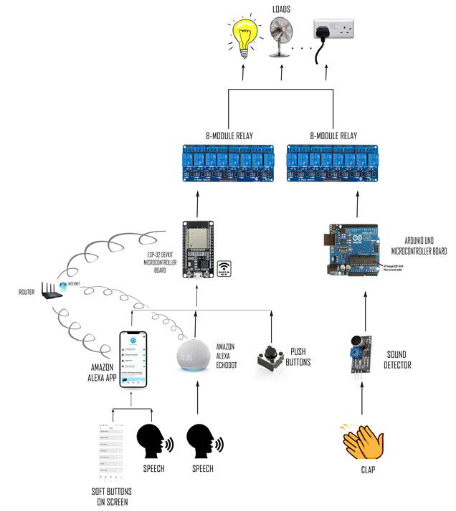 LOADS
8-MODULE RELAY
8-MODULE RELAY
ESP-32 DEVKIT
MICROCONTROLLER
BOARD
ARDUINO UNO
MICROCONTROLLER BOARD
ROUTER
AMAZON
ALEXA APP
AMAZON
ALEXA
ECHODOT
PUSH
BUTTONS
SOUND
DETECTOR
SPEECH
SPEECH
CLAP
SOFT BUTTONS
ON SCREEN